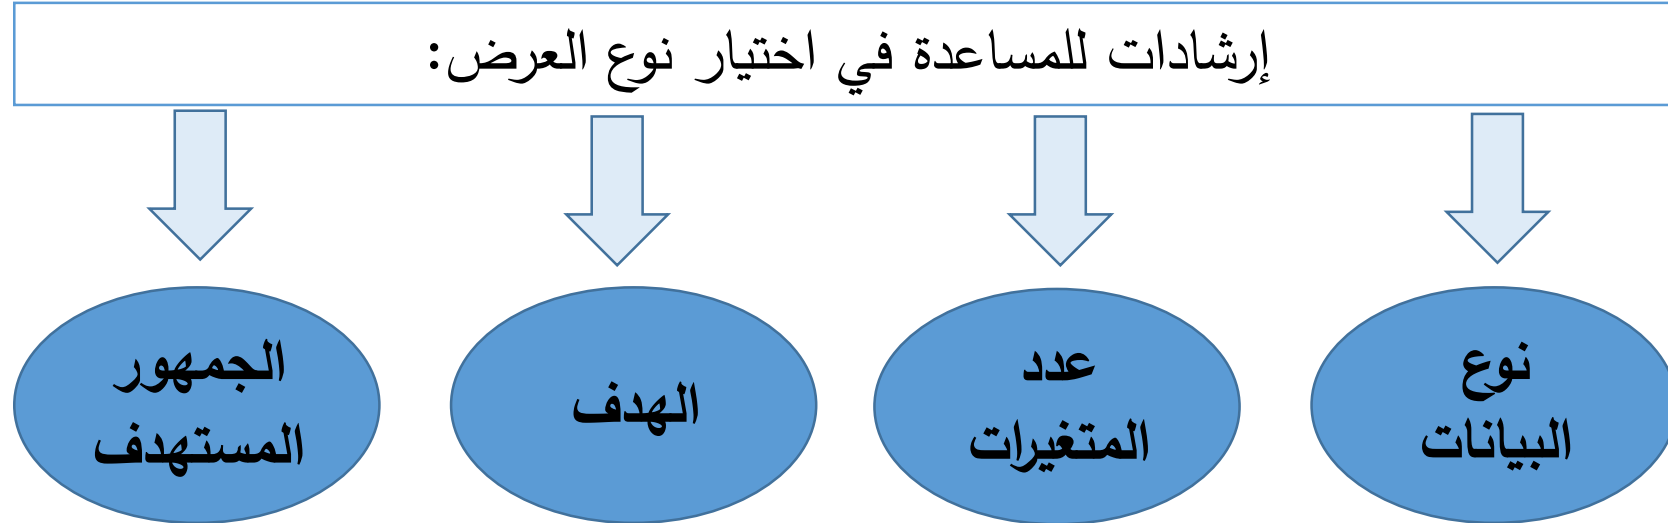 إرشادات للمساعدة في اختيار نوع العرض:
نوع
البيانات
عدد
المتغيرات
الهدف
الجمهور
المستهدف